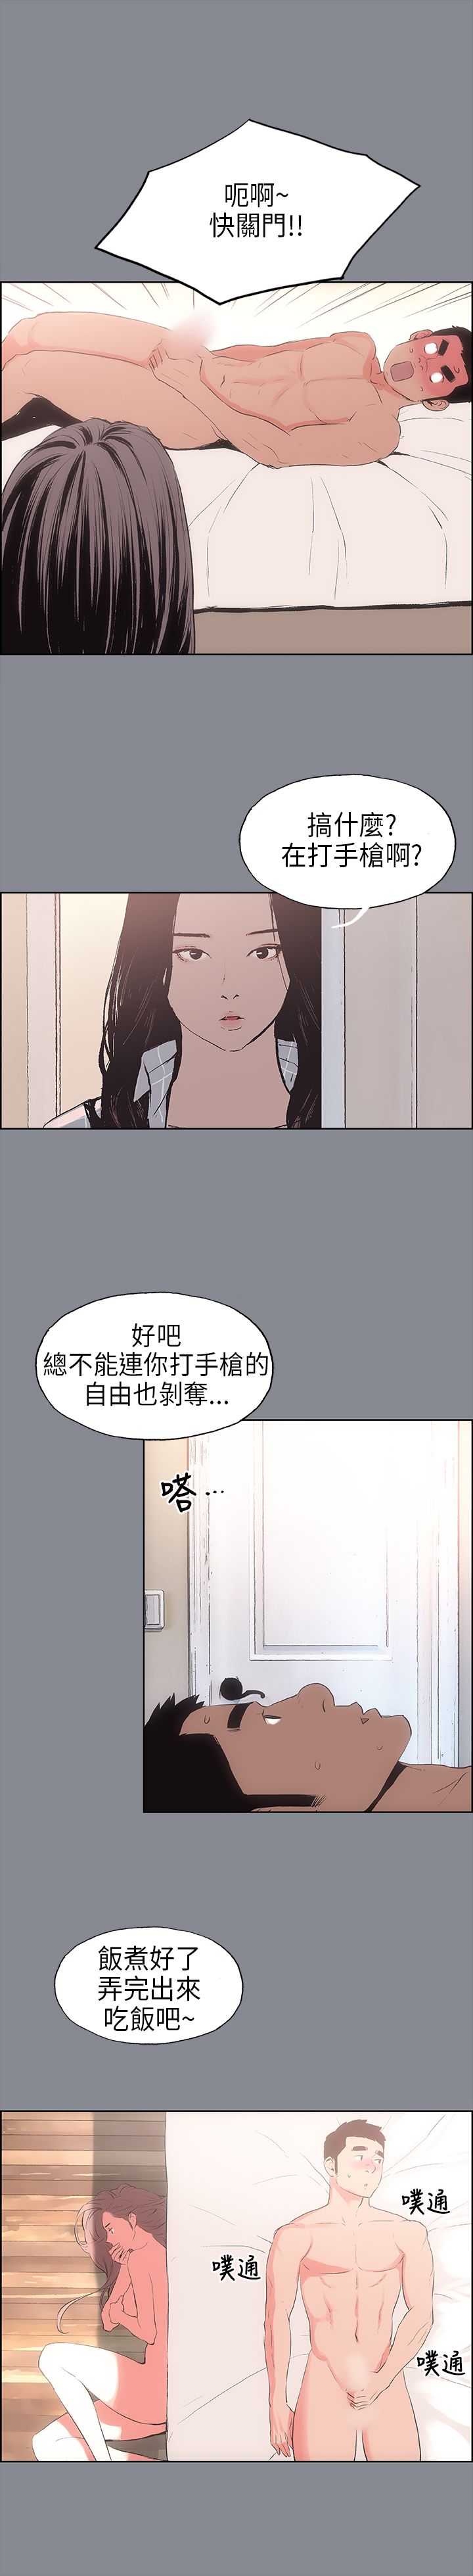 呃啊~
快關門!!
搞什麼?
在打手槍啊?
好吧
總不能連你打手槍的
自由也剝奪...
嗒...
飯煮好了
弄完出來
吃飯吧~
噗通
噗通
噗通